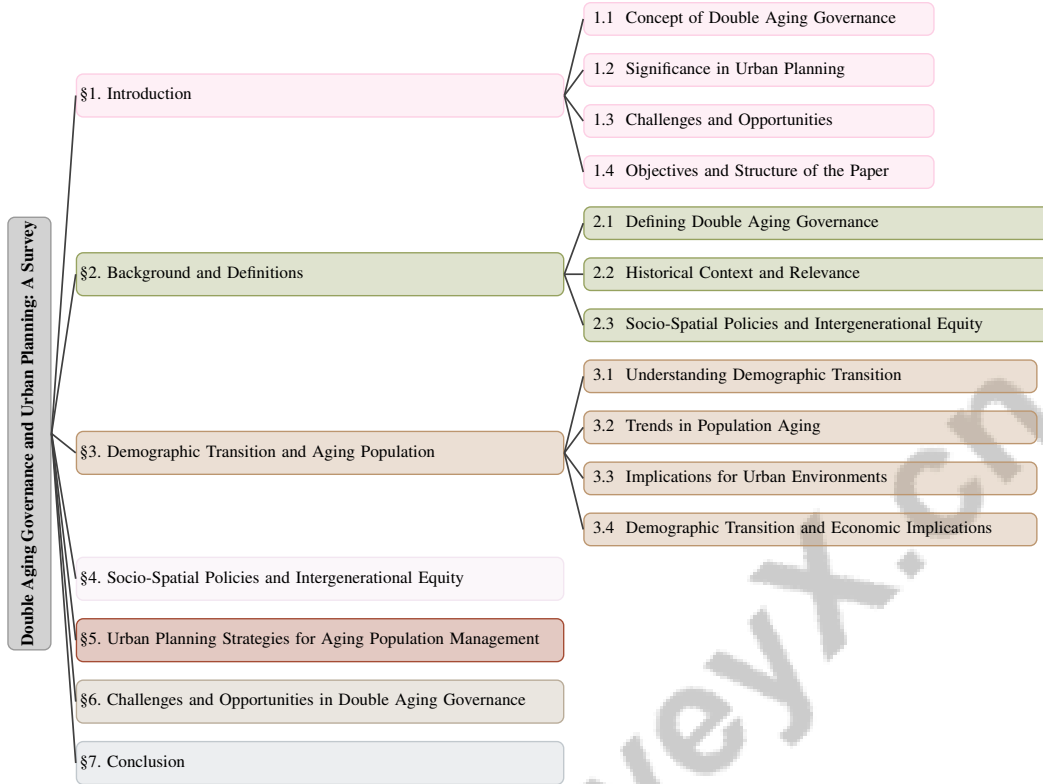 Double Aging Governance and Urban Planning: A Survey
§1. Introduction
1.1 Concept of Double Aging Governance
1.2 Significance in Urban Planning
1.3 Challenges and Opportunities
1.4 Objectives and Structure of the Paper
§2. Background and Definitions
2.1 Defining Double Aging Governance
2.2 Historical Context and Relevance
2.3 Socio-Spatial Policies and Intergenerational Equity
§3. Demographic Transition and Aging Population
3.1 Understanding Demographic Transition
3.2 Trends in Population Aging
3.3 Implications for Urban Environments
3.4 Demographic Transition and Economic Implications
§4. Socio-Spatial Policies and Intergenerational Equity
§5. Urban Planning Strategies for Aging Population Management
§6. Challenges and Opportunities in Double Aging Governance
§7. Conclusion
veyx.cn